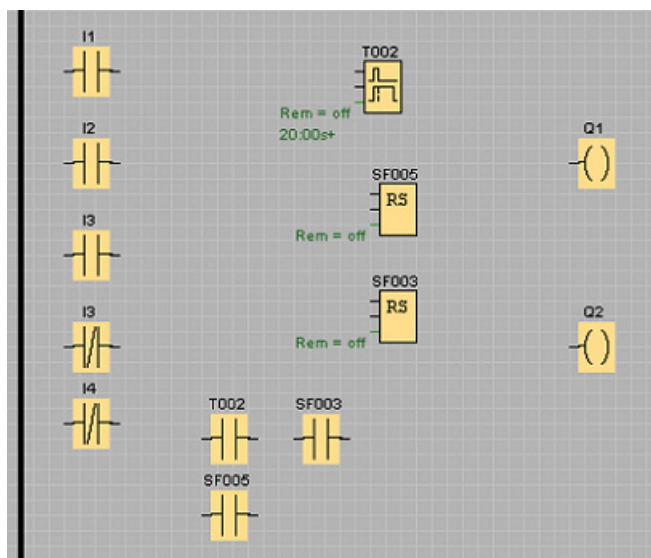 I1
T002
Rem = off
20:00s+
I2
Q1
SF005
RS
Rem = off
I3
SF003
RS
Rem = off
I3
Q2
I4
T002
SF003
SF005